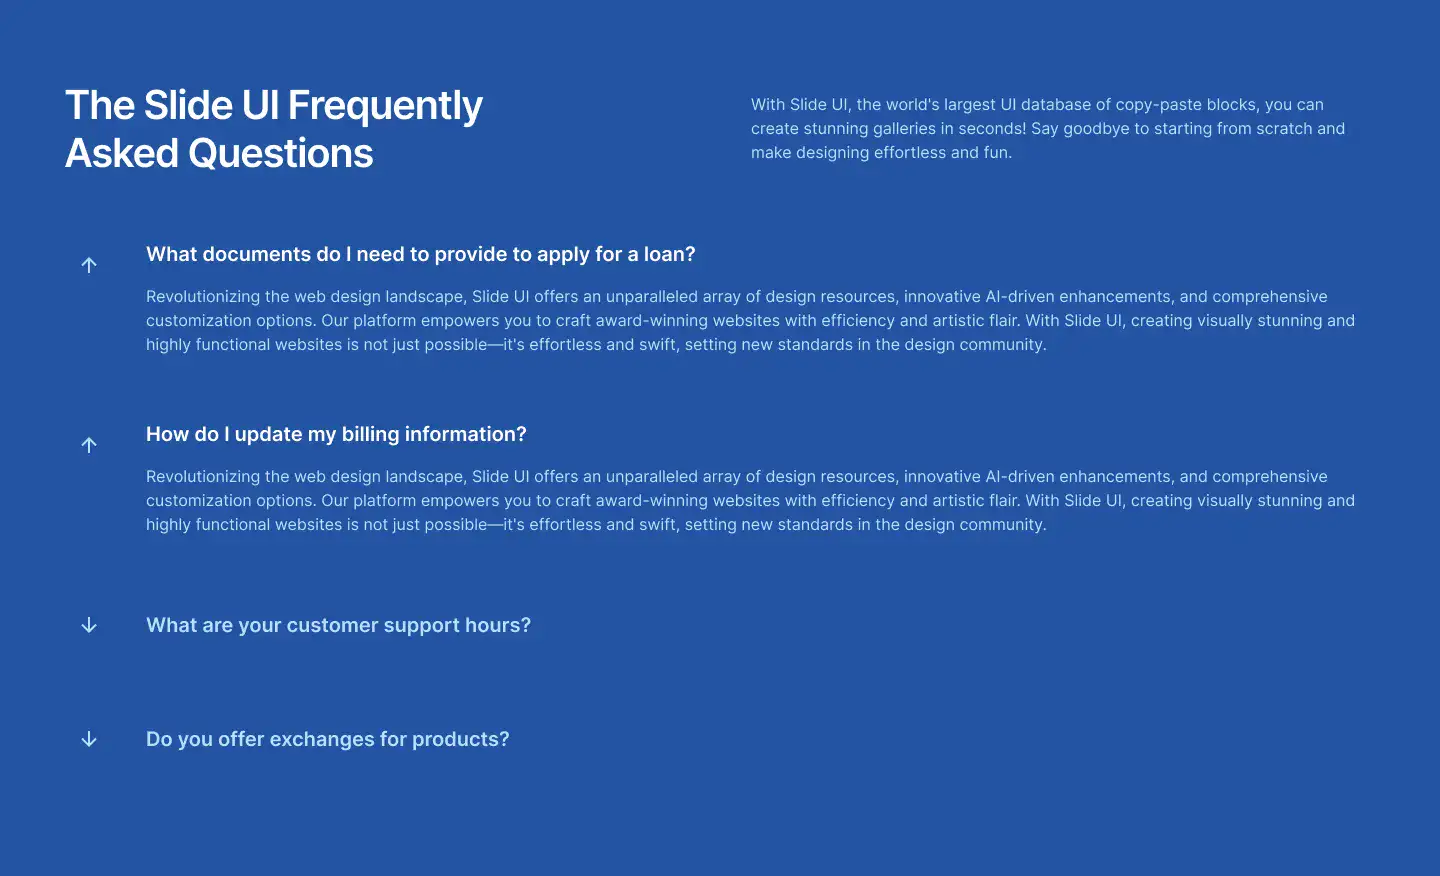 The Slide UI Frequently
Asked Questions
With Slide UI, the world's largest UI database of copy-paste blocks, you can
create stunning galleries in seconds! Say goodbye to starting from scratch and
make designing effortless and fun.
What documents do I need to provide to apply for a loan?
Revolutionizing the web design landscape, Slide UI offers an unparalleled array of design resources, innovative AI-driven enhancements, and comprehensive
customization options. Our platform empowers you to craft award-winning websites with efficiency and artistic flair. With Slide UI, creating visually stunning and
highly functional websites is not just possible—it's effortless and swift, setting new standards in the design community.
How do I update my billing information?
Revolutionizing the web design landscape, Slide UI offers an unparalleled array of design resources, innovative AI-driven enhancements, and comprehensive
customization options. Our platform empowers you to craft award-winning websites with efficiency and artistic flair. With Slide UI, creating visually stunning and
highly functional websites is not just possible—it's effortless and swift, setting new standards in the design community.
What are your customer support hours?
Do you offer exchanges for products?